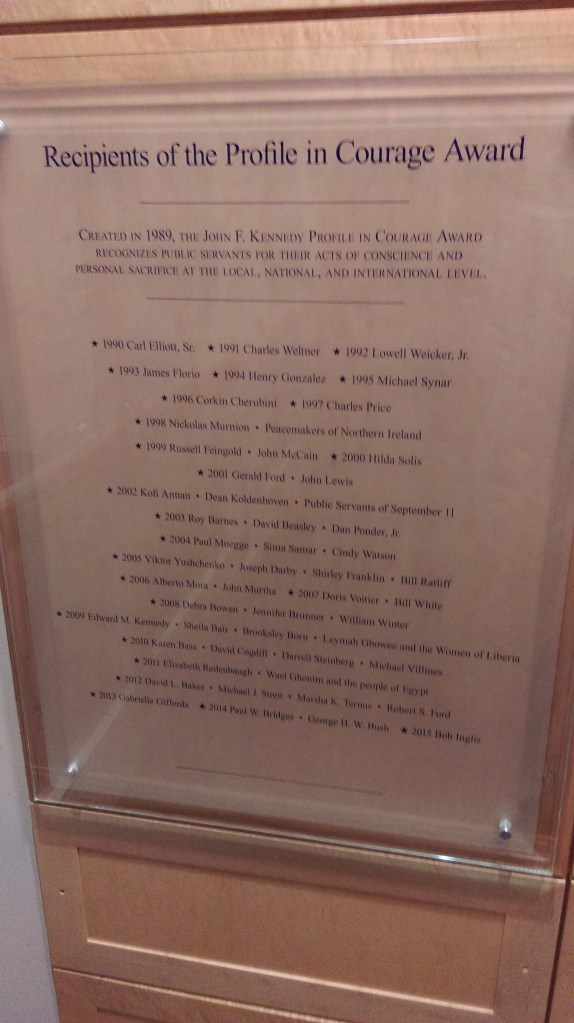 Recipients of the Profile in Courage Award
Created in 1989, the John F. Kennedy Profile in Courage Award
recognizes public servants for their acts of conscience and
personal sacrifice at the local, national, and international level.
★ 1990 Carl Elliott, Sr. ★ 1991 Charles Weltner ★ 1992 Lowell Weicker, Jr.
★ 1993 James Florio ★ 1994 Henry Gonzalez ★ 1995 Michael Synar
★ 1996 Corkin Cherubini ★ 1997 Charles Price
★ 1998 Nickolas Murnion • Peacemakers of Northern Ireland
★ 1999 Russell Feingold • John McCain ★ 2000 Hilda Solis
★ 2001 Gerald Ford • John Lewis
★ 2002 Kofi Annan • Dean Koldenhoven • Public Servants of September 11
★ 2003 Roy Barnes • David Beasley • Dan Ponder, Jr.
★ 2004 Paul Muegge • Sima Samar • Cindy Watson
★ 2005 Viktor Yushchenko • Joseph Darby • Shirley Franklin • Bill Ratliff
★ 2006 Alberto Mora • John Murtha ★ 2007 Doris Voitier • Bill White
★ 2008 Debra Bowen • Jennifer Brunner • William Winter
★ 2009 Edward M. Kennedy • Sheila Bair • Brooksley Born • Leymah Gbowee and the Women of Liberia
★ 2010 Karen Bass • David Cogdill • Darrell Steinberg • Michael Villines
★ 2011 Elizabeth Redenbaugh • Wael Ghonim and the people of Egypt
★ 2012 David L. Baker • Michael J. Streit • Marsha K. Ternus • Robert S. Ford
★ 2013 Gabrielle Giffords ★ 2014 Paul W. Bridges • George H. W. Bush ★ 2015 Bob Inglis